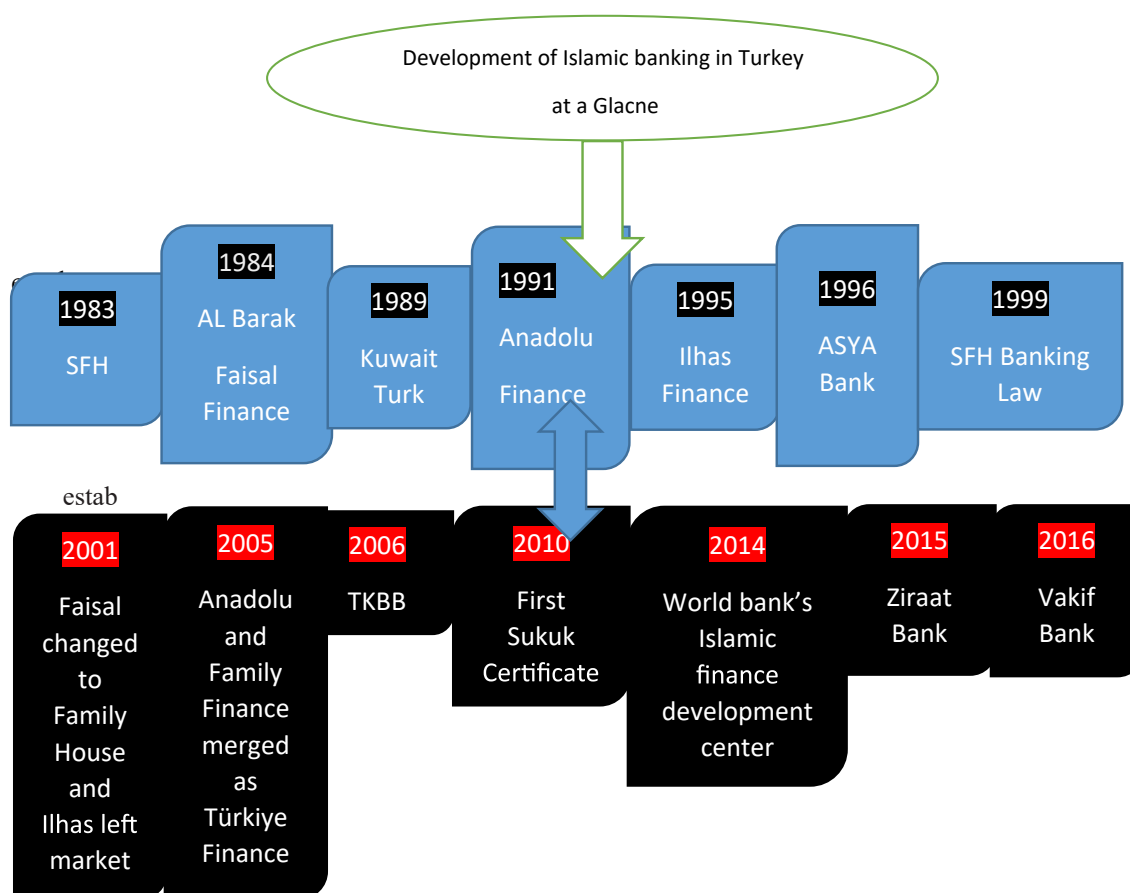 Development of Islamic banking in Turkey
at a Glacne
1983
SFH
1984
AL Barak
Faisal
Finance
1989
Kuwait
Turk
1991
Anadolu
Finance
1995
Ilhas
Finance
1996
ASYA
Bank
1999
SFH Banking
Law
estab
2001
Faisal
changed
to
Family
House
and
Ilhas left
market
2005
Anadolu
and
Family
Finance
merged
as
Türkiye
Finance
2006
TKBB
2010
First
Sukuk
Certificate
2014
World bank’s
Islamic
finance
development
center
2015
Ziraat
Bank
2016
Vakif
Bank